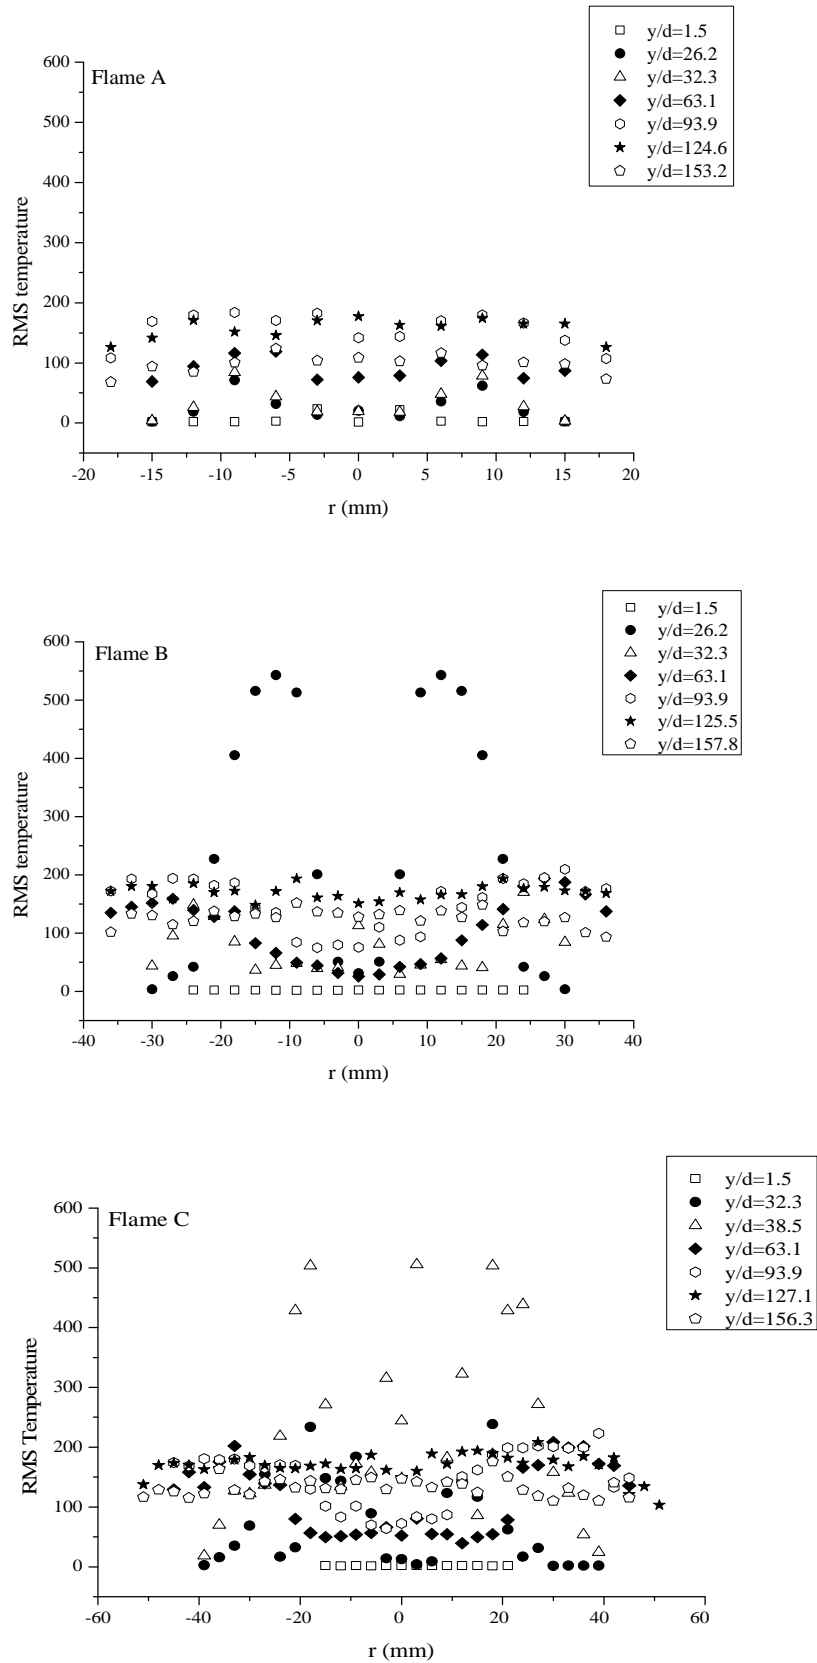 y/d=1.5
y/d=26.2
y/d=32.3
y/d=63.1
y/d=93.9
y/d=124.6
y/d=153.2
Flame A
600
500
400
300
200
100
0
RMS temperature
-20 -15 -10 -5 0 5 10 15 20
r (mm)
y/d=1.5
y/d=26.2
y/d=32.3
y/d=63.1
y/d=93.9
y/d=125.5
y/d=157.8
Flame B
600
500
400
300
200
100
0
RMS temperature
-40 -30 -20 -10 0 10 20 30 40
r (mm)
y/d=1.5
y/d=32.3
y/d=38.5
y/d=63.1
y/d=93.9
y/d=127.1
y/d=156.3
Flame C
600
500
400
300
200
100
0
RMS Temperature
-60 -40 -20 0 20 40 60
r (mm)